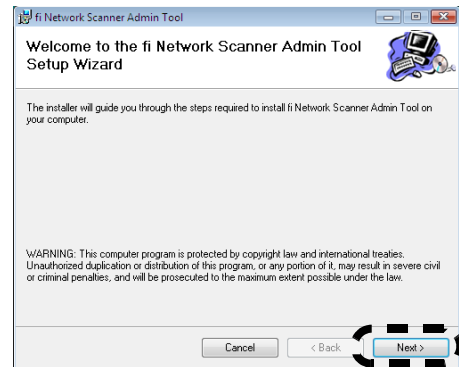 fi Network Scanner Admin Tool
Welcome to the fi Network Scanner Admin Tool
Setup Wizard
The installer will guide you through the steps required to install fi Network Scanner Admin Tool on
your computer.
WARNING: This computer program is protected by copyright law and international treaties.
Unauthorized duplication or distribution of this program, or any portion of it, may result in severe civil
or criminal penalties, and will be prosecuted to the maximum extent possible under the law.
Cancel < Back Next >